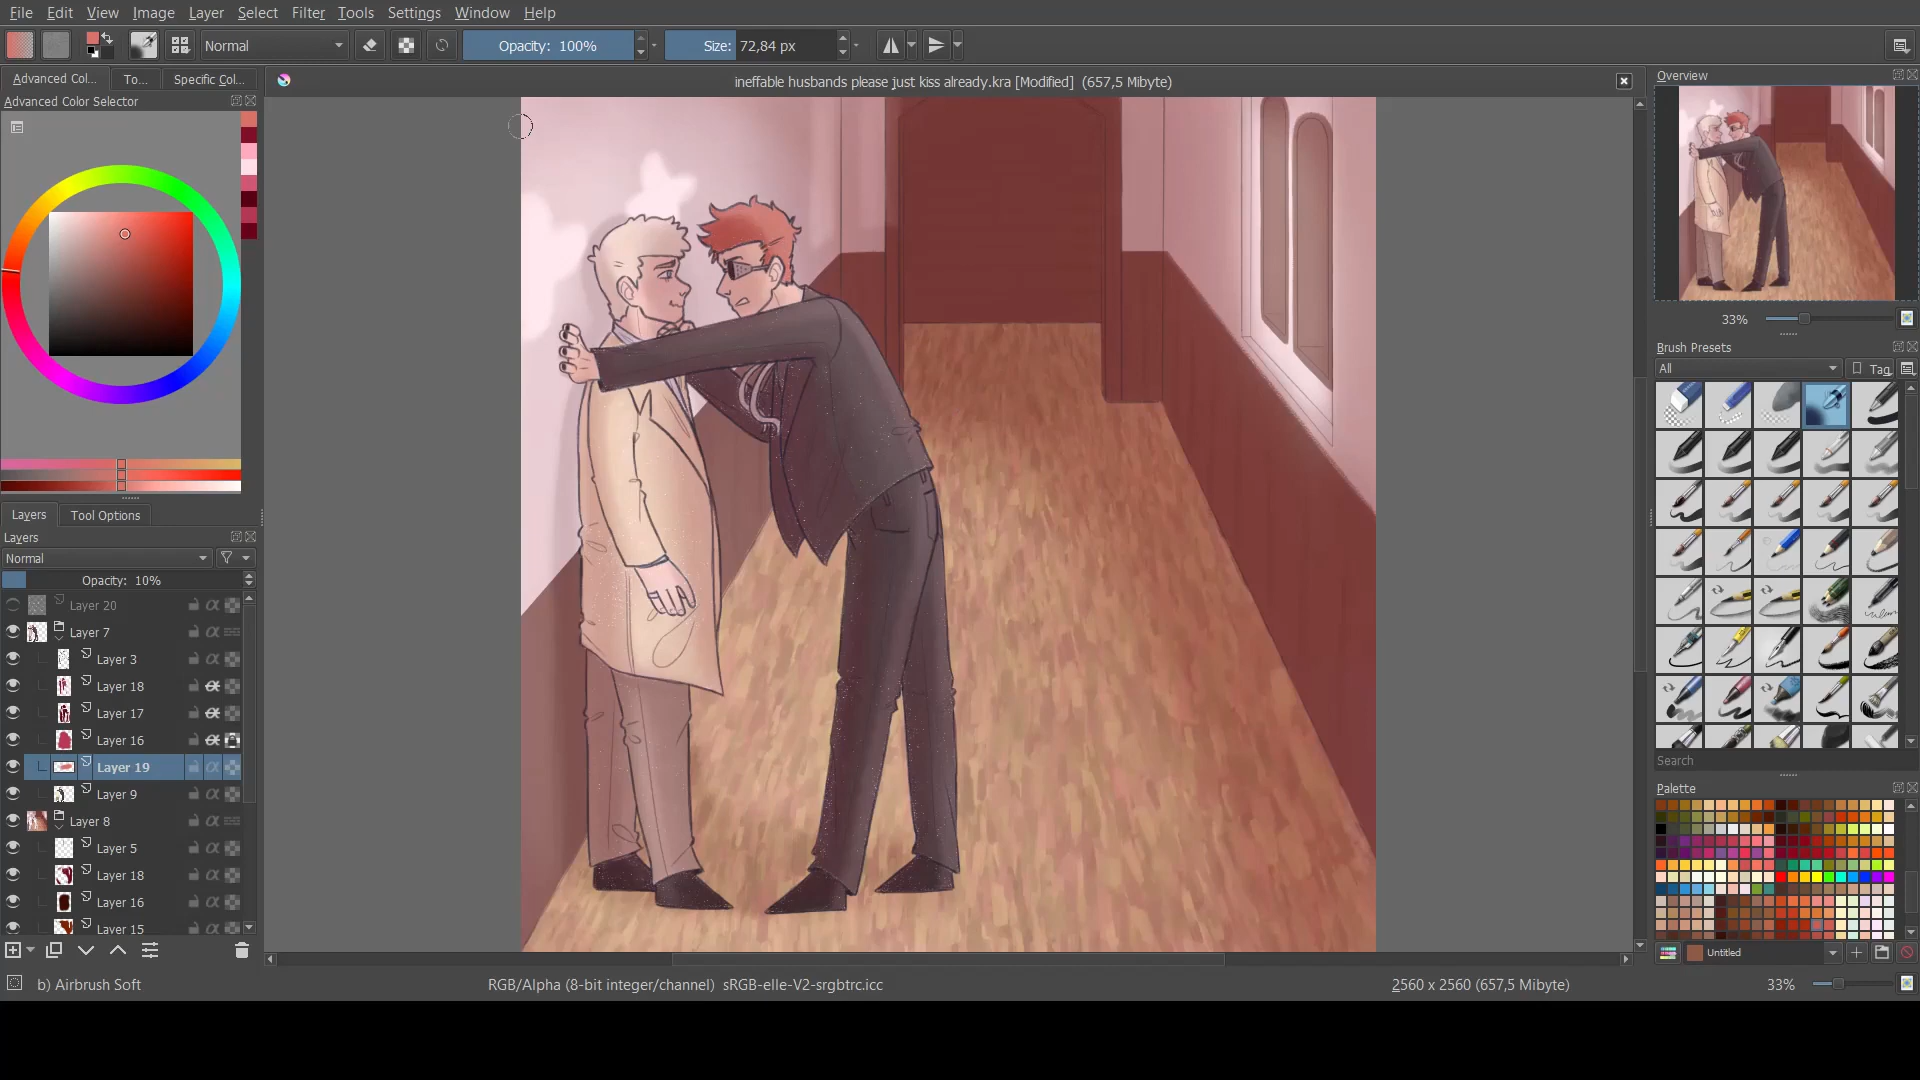 File Edit View Image Layer Select Filter Tools Settings Window Help
Normal
Opacity: 100%
Size: 72,84 px
Advanced Col... To... Specific Col...
ineffable husbands please just kiss already.kra [Modified] (657,5 Mibyte)
Overview
Advanced Color Selector
33%
Brush Presets
All
Tag
Layers Tool Options
Layers
Normal
Opacity: 10%
Layer 20
Layer 7
Layer 3
Layer 18
Layer 17
Layer 16
Layer 19
Layer 9
Layer 8
Layer 5
Layer 18
Layer 16
Layer 15
Search
Palette
Untitled
b) Airbrush Soft
RGB/Alpha (8-bit integer/channel) sRGB-elle-V2-srgbtrc.icc
2560 x 2560 (657,5 Mibyte)
33%